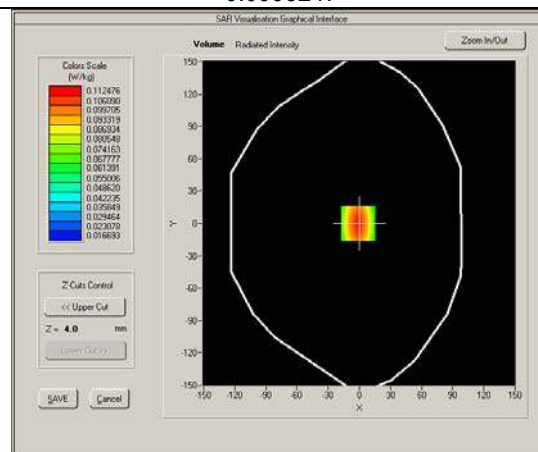 SAR Visualisation Graphical Interface
Volume Radiated Intensity
Zoom In/Out
Colors Scale
(W/kg)
0.112476
0.106090
0.099705
0.093319
0.086934
0.080548
0.074163
0.067777
0.061391
0.055006
0.048620
0.042235
0.035849
0.029464
0.023078
0.016693
150
120
90
60
30
0
-30
-60
-90
-120
-150
Y
-150 -120 -90 -60 -30 0 30 60 90 120 150
X
Z Cuts Control
<< Upper Cut
Z = 4.0 mm
SAVE Cancel